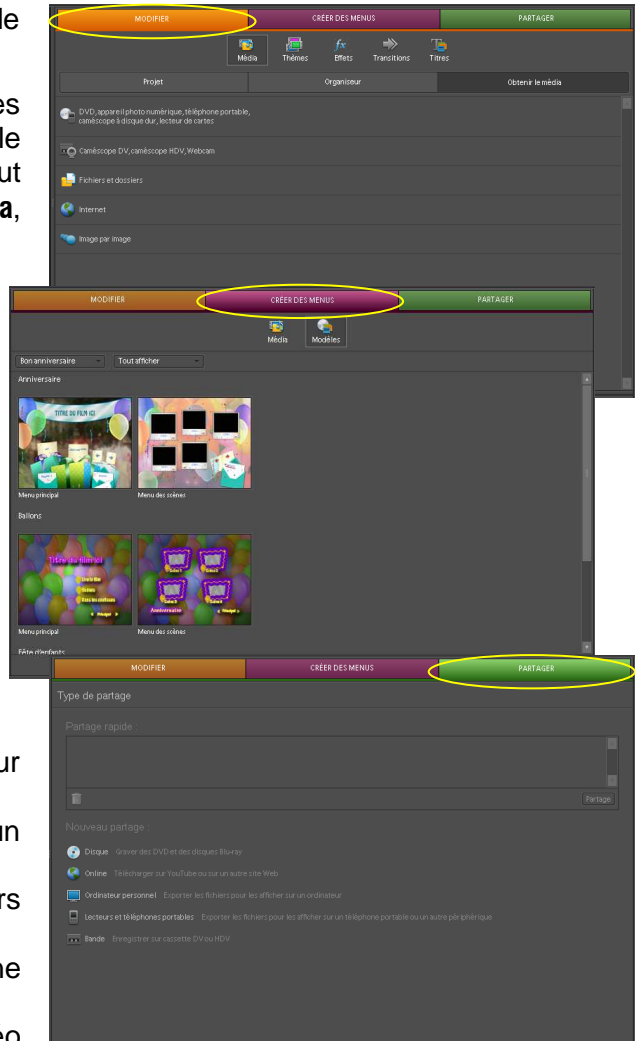 de
es
de
ut
a,
MODIFIER CRÉER DES MENUS PARTAGER
Média Thèmes Effets Transitions Titres
Projet Organiseur Obtenir le média
DVD, appareil photo numérique, téléphone portable,
caméscope à disque dur, lecteur de cartes
Caméscope DV, caméscope HDV, Webcam
Fichiers et dossiers
Internet
Image par image
MODIFIER CRÉER DES MENUS PARTAGER
Média Modèles
Bon anniversaire Tout afficher
Anniversaire
TITRE DU FILM ICI
Menu principal Menu des scènes
Ballons
Titre du film ici
Menu principal Menu des scènes
Fête d'enfants
MODIFIER CRÉER DES MENUS PARTAGER
Type de partage
Partage rapide :
Partage
Nouveau partage :
Disque Graver des DVD et des disques Blu-ray
Online Télécharger sur YouTube ou sur un autre site Web
Ordinateur personnel Exporter les fichiers pour les afficher sur un ordinateur
Lecteurs et téléphones portables Exporter les fichiers pour les afficher sur un téléphone portable ou un autre périphérique
Bande Enregistrer sur cassette DV ou HDV
ur
un
rs
ne
eo